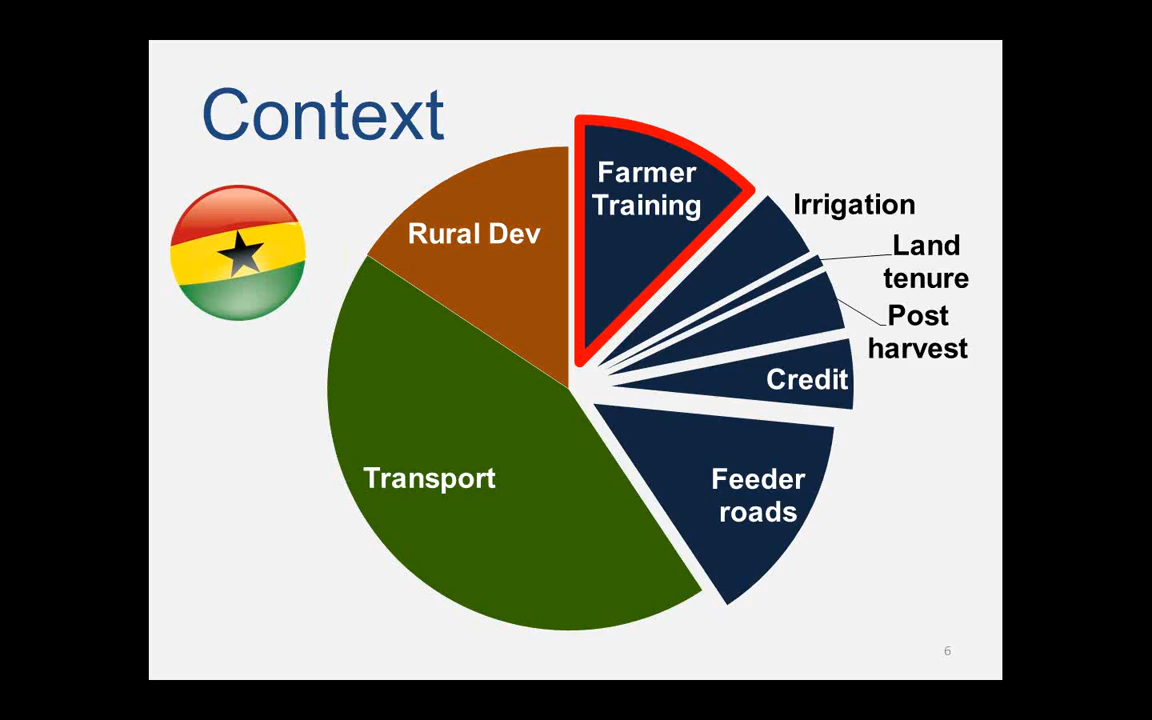 Context
Farmer
Training
Irrigation
Land
tenure
Post
harvest
Credit
Feeder
roads
Transport
Rural Dev
6